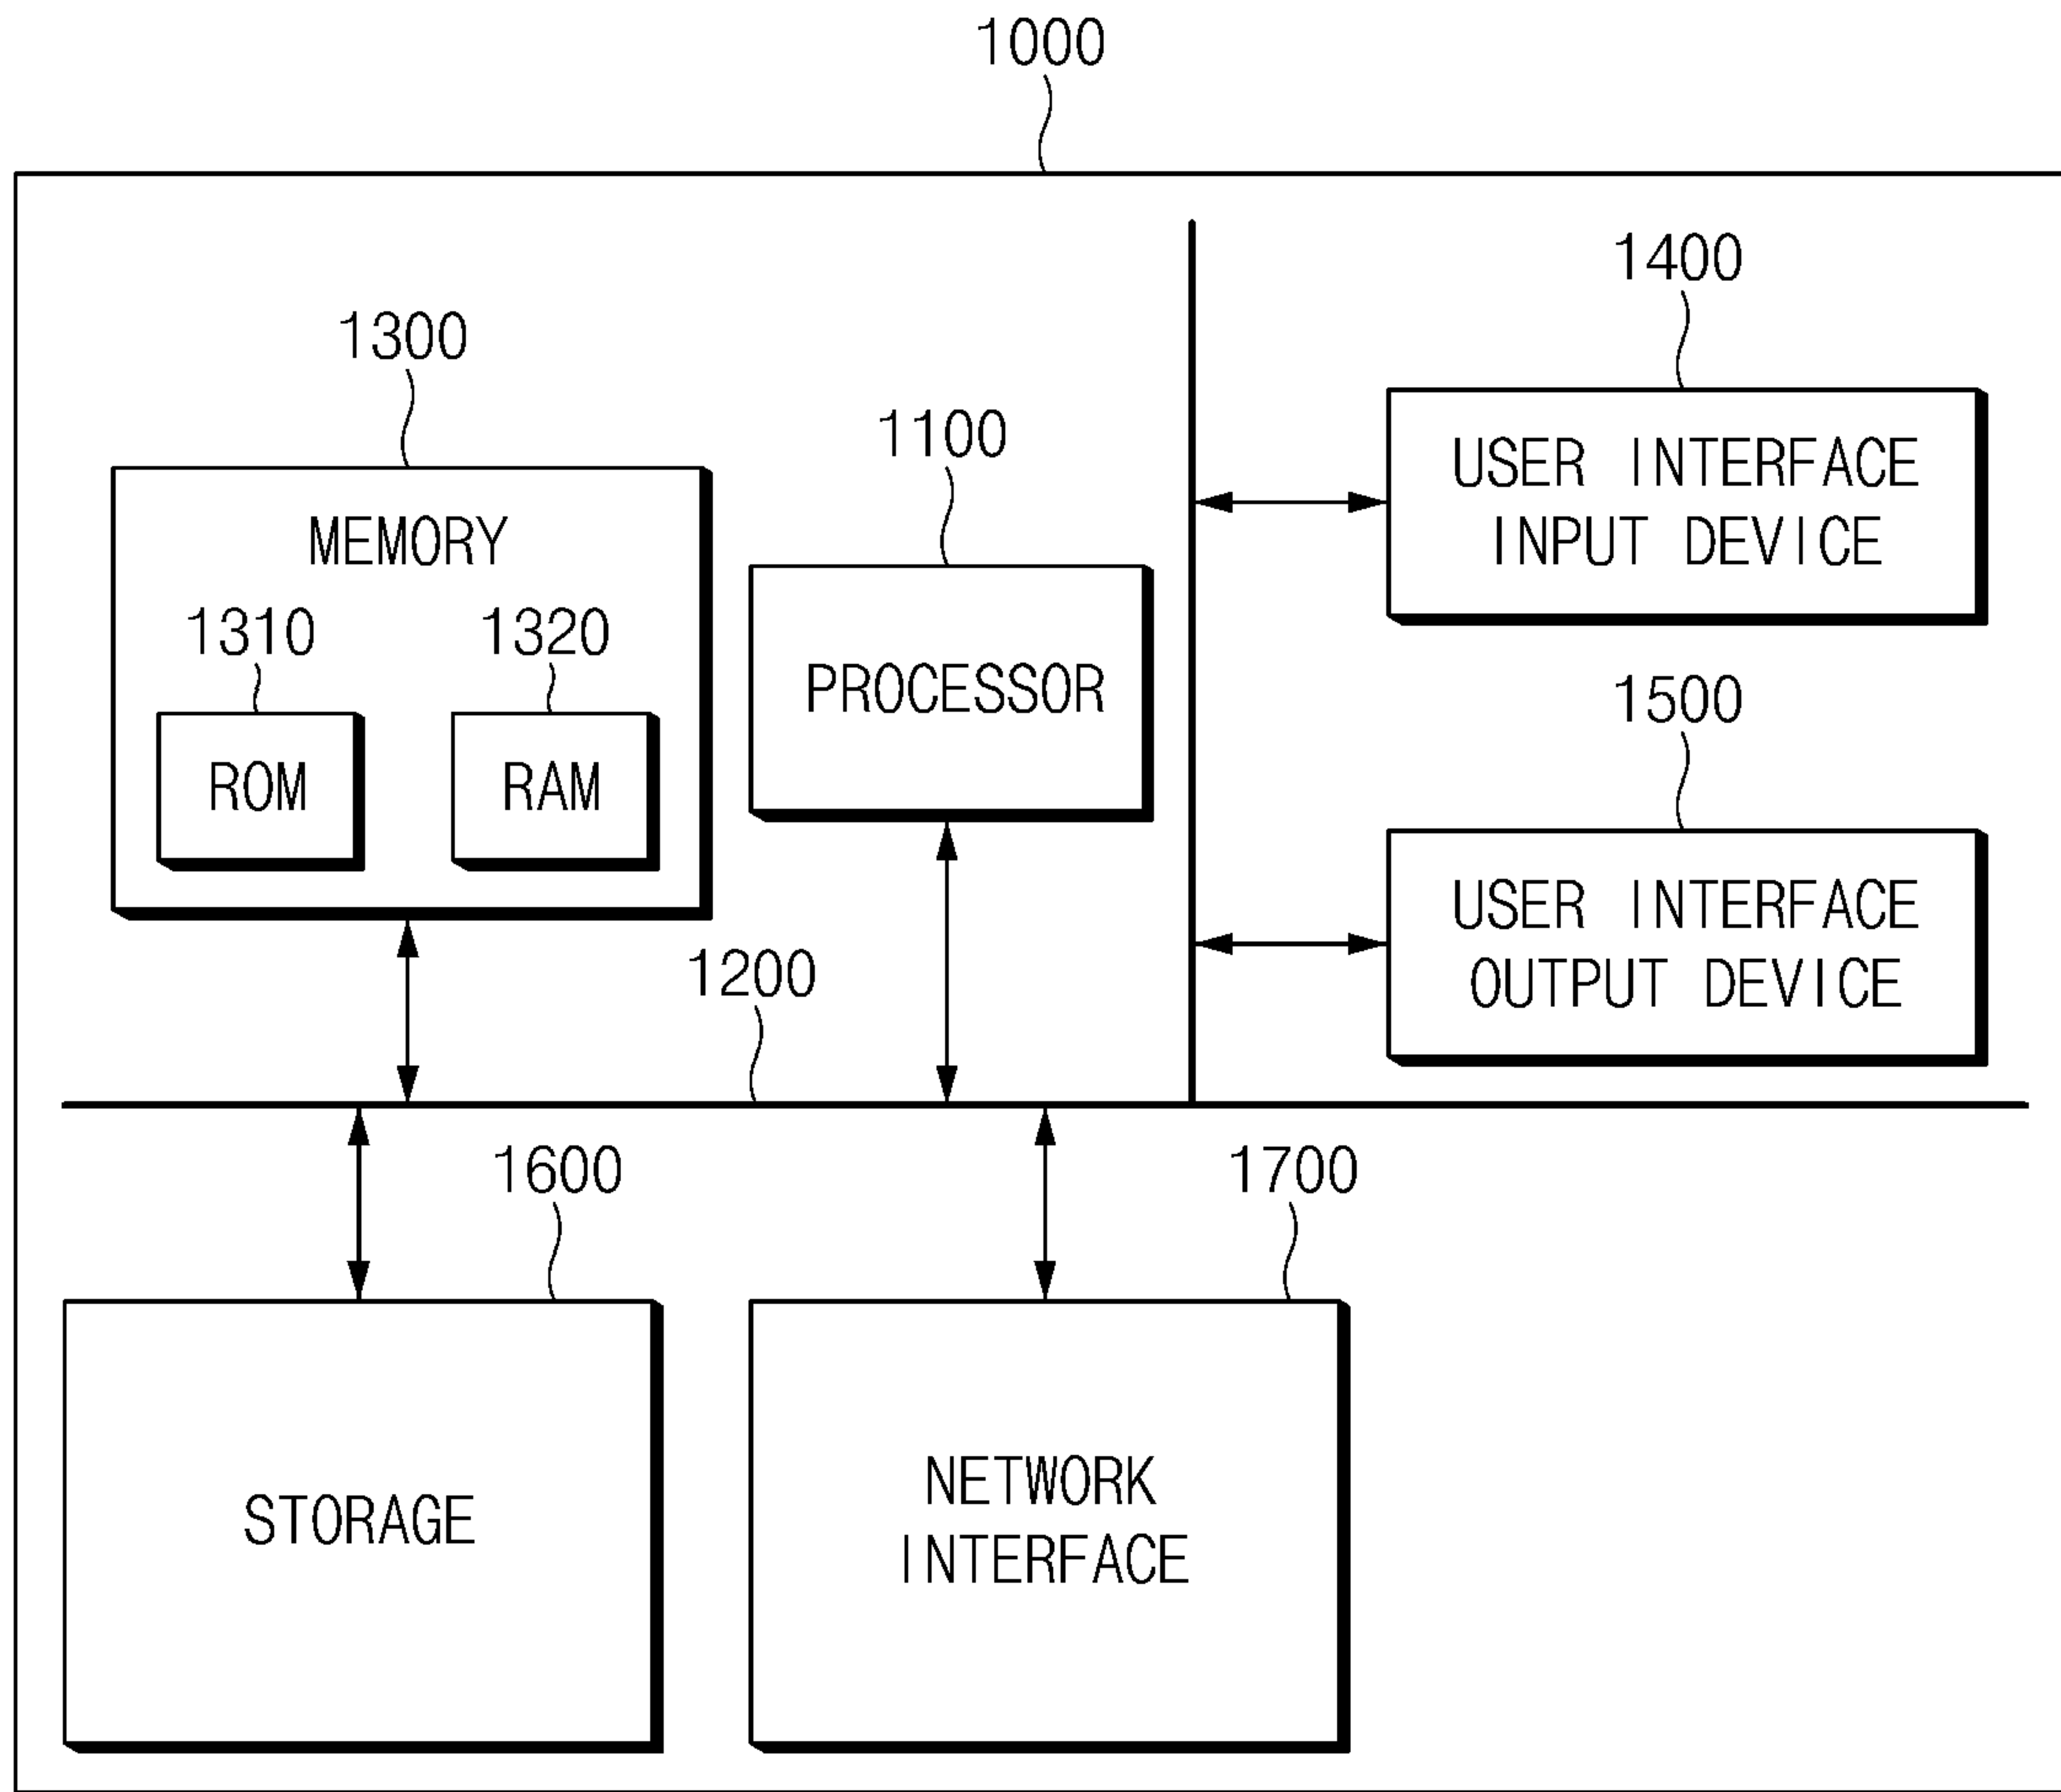 1000
1300
MEMORY
1310
ROM
1320
RAM
1100
PROCESSOR
1400
USER INTERFACE
INPUT DEVICE
1500
USER INTERFACE
OUTPUT DEVICE
1200
1600
STORAGE
1700
NETWORK
INTERFACE